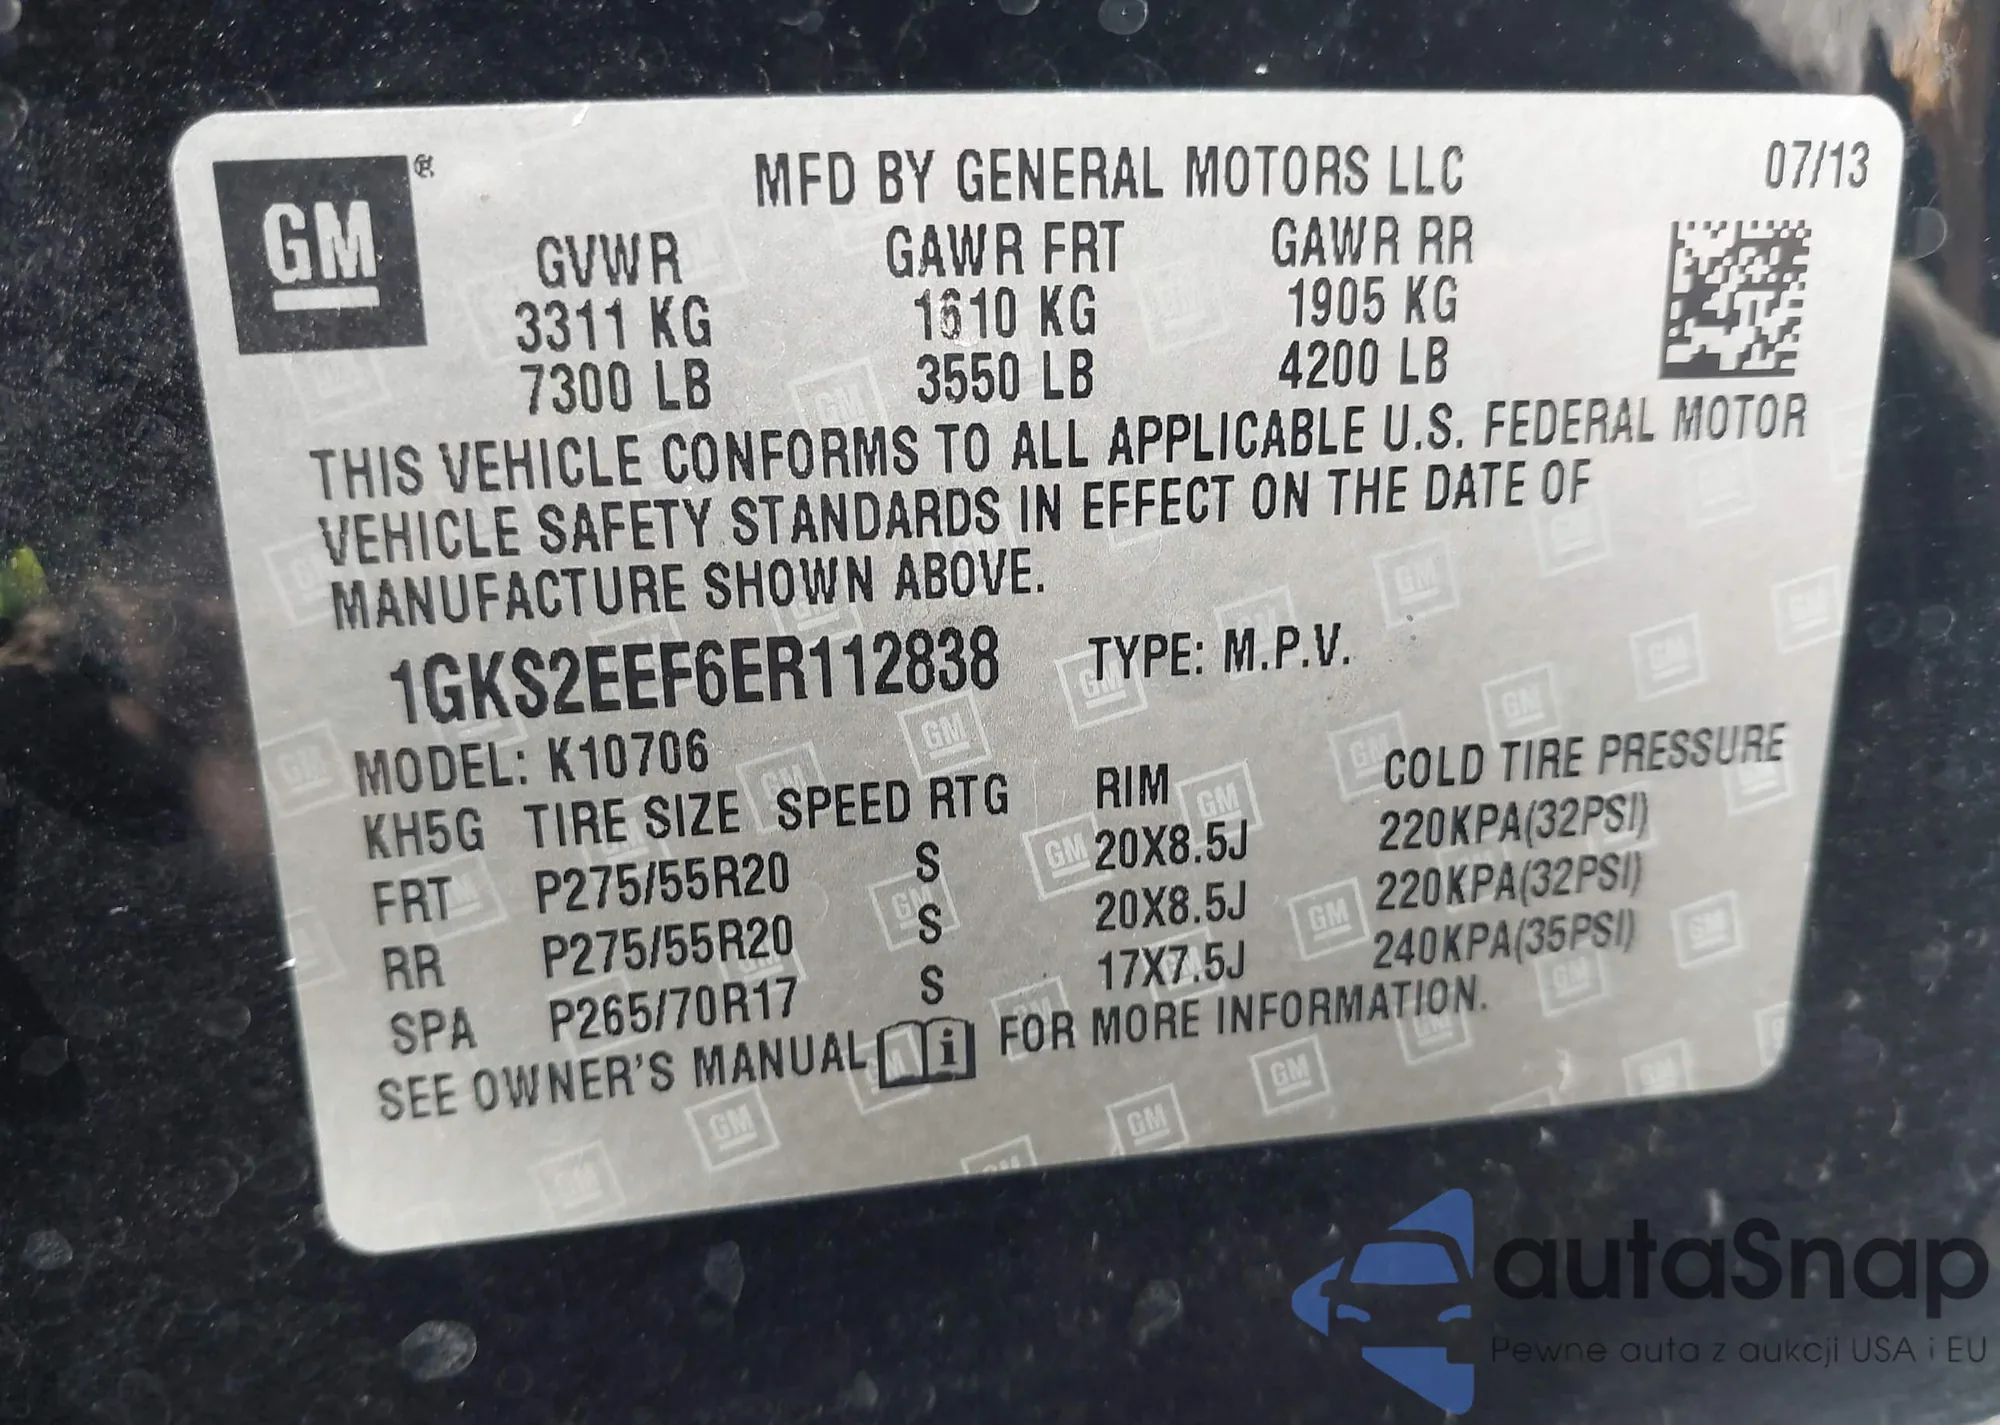 GM
MFD BY GENERAL MOTORS LLC 07/13
GVWR GAWR FRT GAWR RR
3311 KG 1610 KG 1905 KG
7300 LB 3550 LB 4200 LB
THIS VEHICLE CONFORMS TO ALL APPLICABLE U.S. FEDERAL MOTOR
VEHICLE SAFETY STANDARDS IN EFFECT ON THE DATE OF
MANUFACTURE SHOWN ABOVE.
1GKS2EEF6ER112838 TYPE: M.P.V.
MODEL: K10706
KH5G TIRE SIZE SPEED RTG RIM COLD TIRE PRESSURE
FRT P275/55R20 S 20X8.5J 220KPA(32PSI)
RR P275/55R20 S 20X8.5J 220KPA(32PSI)
SPA P265/70R17 S 17X7.5J 240KPA(35PSI)
SEE OWNER'S MANUAL i FOR MORE INFORMATION.
autaSnap
Pewne auta z aukcji USA i EU